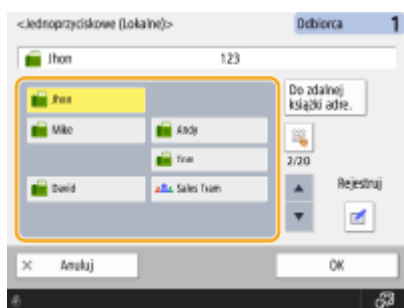 <Jednoprzyciskowe (Lokalne)>
Odbiorca 1
Jhon 123
Do zdalnej
książki adre.
Jhon
Mike Andy
Tom
2/20
David Sales Team
Rejestruj
Anuluj OK